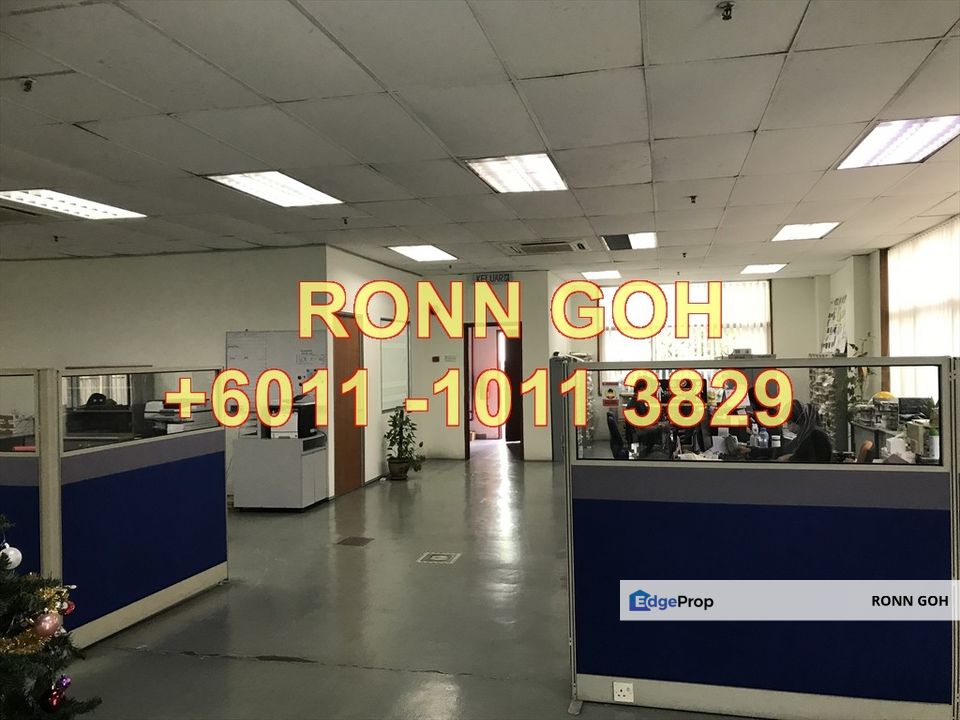 KELUAR
RONN GOH
+6011 -1011 3829
EdgeProp
RONN GOH